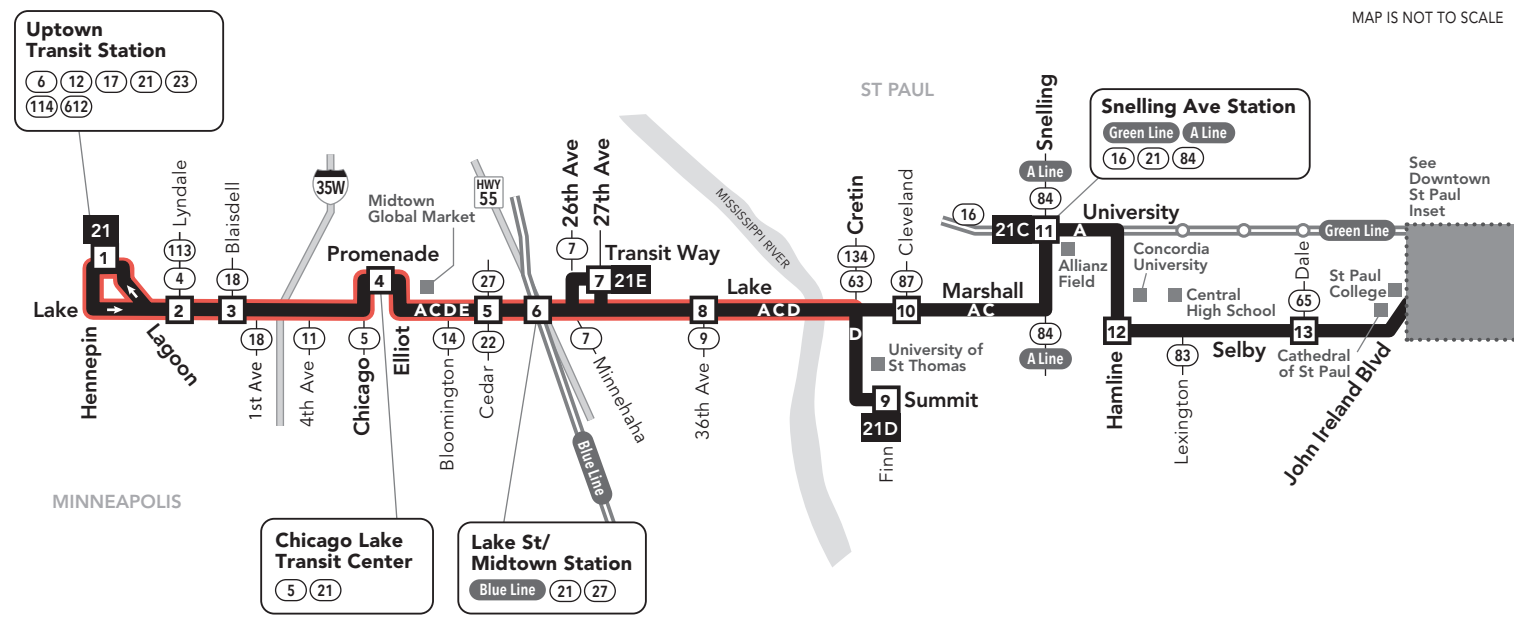 MAP IS NOT TO SCALE
Uptown
Transit Station
6 12 17 21 23
114 612
ST PAUL
Snelling Ave Station
Green Line A Line
16 21 84
Snelling
A Line
84
See
Downtown
St Paul
Inset
Lyndale
113
4
Blaisdell
18
35W
Midtown
Global Market
HWY
55
26th Ave
7
27th Ave
MISSISSIPPI RIVER
Cretin
134
63
Cleveland
87
16
21C 11
University
A
Green Line
21
1
Promenade
4
27
Transit Way
7 21E
Allianz
Field
Concordia
University
Central
High School
Dale
65
St Paul
College
Lake
2
3
ACDE
5
6
8
Lake
ACD
10
Marshall
AC
D
12
13
Hennepin
Lagoon
18
1st Ave
11
4th Ave
5
Chicago
Elliot
14
Bloomington
22
Cedar
7
Minnehaha
9
36th Ave
University of
St Thomas
84
A Line
83
Lexington
Selby
Cathedral
of St Paul
Hamline
John Ireland Blvd
9 Summit
21D
Finn
Blue Line
MINNEAPOLIS
Chicago Lake
Transit Center
5 21
Lake St/
Midtown Station
Blue Line 21 27